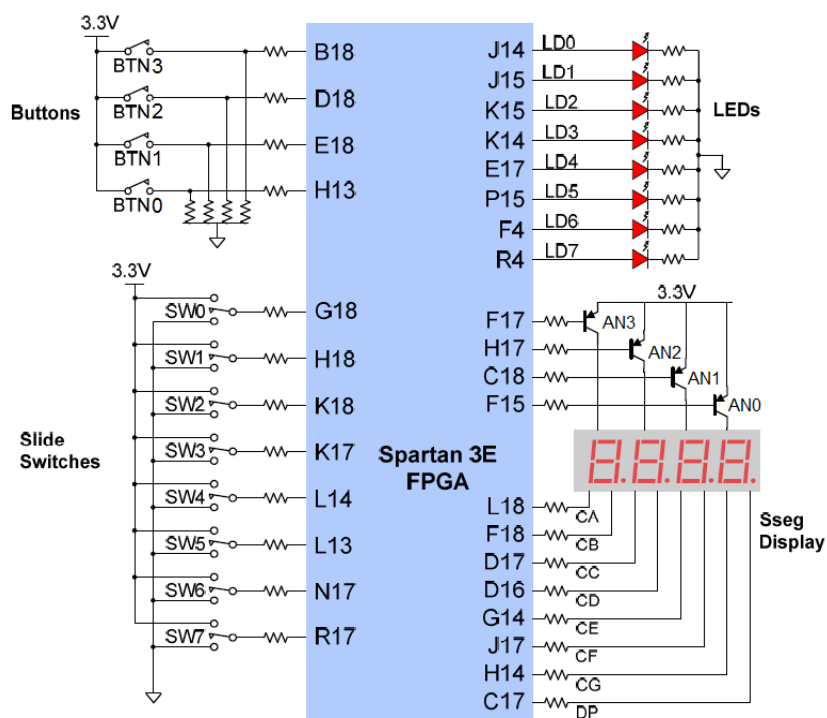 3.3V
BTN3
B18
BTN2
D18
Buttons
BTN1
E18
BTN0
H13
J14 LD0
J15 LD1
K15 LD2
LEDs
K14 LD3
E17 LD4
P15 LD5
F4 LD6
R4 LD7
3.3V
SW0
G18
SW1
H18
SW2
K18
Slide
Switches
SW3
K17
SW4
L14
SW5
L13
SW6
N17
SW7
R17
Spartan 3E
FPGA
3.3V
F17
AN3
H17
AN2
C18
AN1
F15
AN0
8.8.8.8.
L18
CA
F18
CB
D17
CC
D16
CD
G14
CE
J17
CF
H14
CG
C17
DP
Sseg
Display